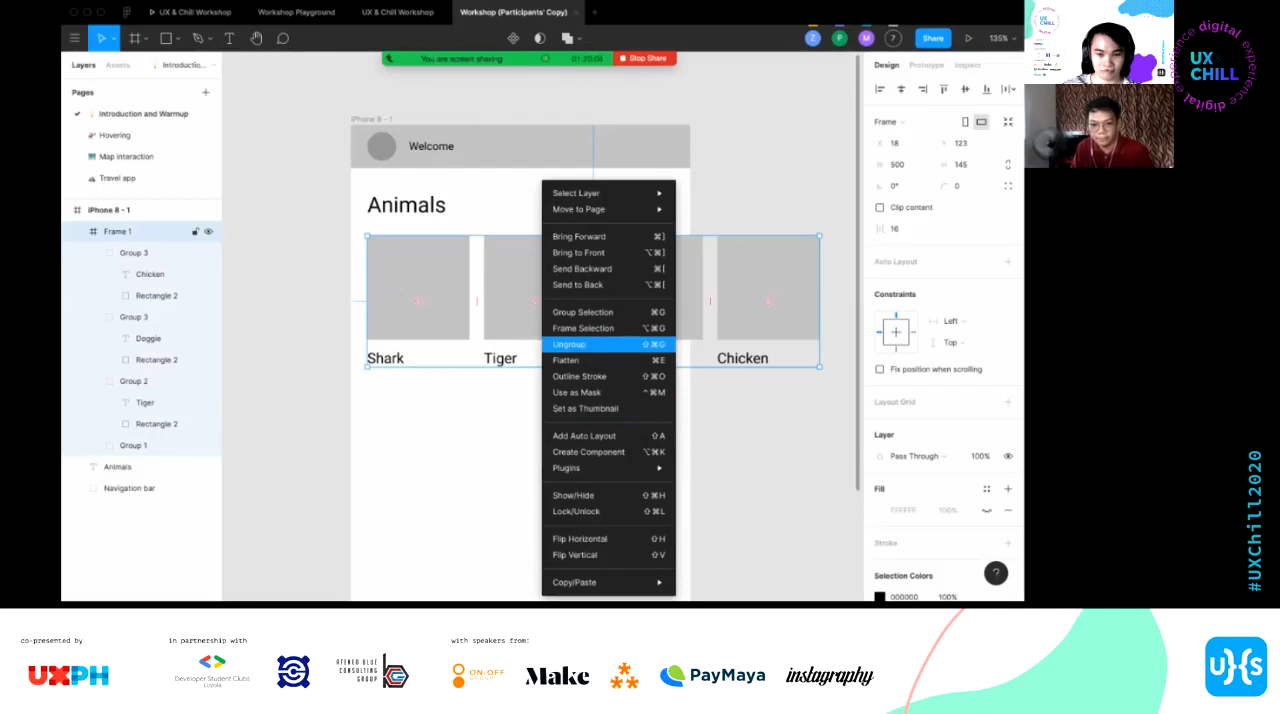 UX & Chill Workshop
Workshop Playground
UX & Chill Workshop
Workshop (Participants' Copy)
Z
P
M
7
Share
135%
You are screen sharing
Stop Share
Layers
Assets
Introductio...
Pages
Introduction and Warmup
Hovering
Map interaction
Travel app
iPhone 8 - 1
Frame 1
Group 3
Chicken
Rectangle 2
Group 3
Doggie
Rectangle 2
Group 2
Tiger
Rectangle 2
Group 1
Animals
Navigation bar
iPhone 8 - 1
Welcome
Animals
Shark
Tiger
Chicken
Select Layer
Move to Page
Bring Forward ⌘]
Bring to Front ⌥⌘]
Send Backward ⌘[
Send to Back ⌥⌘[
Group Selection ⌘G
Frame Selection ⌥⌘G
Ungroup ⇧⌘G
Flatten ⌘E
Outline Stroke ⇧⌘O
Use as Mask ^⌘M
Set as Thumbnail
Add Auto Layout ⇧A
Create Component ⌥⌘K
Plugins
Show/Hide ⇧⌘H
Lock/Unlock ⇧⌘L
Flip Horizontal ⇧H
Flip Vertical ⇧V
Copy/Paste
Design
Prototype
Inspect
Frame
X 18 Y 123
W 500 H 145
0° 0
Clip content
16
Auto Layout
Constraints
Left
Top
Fix position when scrolling
Layout Grid
Layer
Pass Through 100%
Fill
FFFFFF 100%
Stroke
?
Selection Colors
000000 100%
UX
CHILL
digital experience
#UXChill2020
co-presented by
UXPH
in partnership with
Developer Student Clubs
Loyola
ATENEO BLUE
CONSULTING
GROUP
with speakers from:
ON-OFF
GROUP
Make
PayMaya
instagraphy